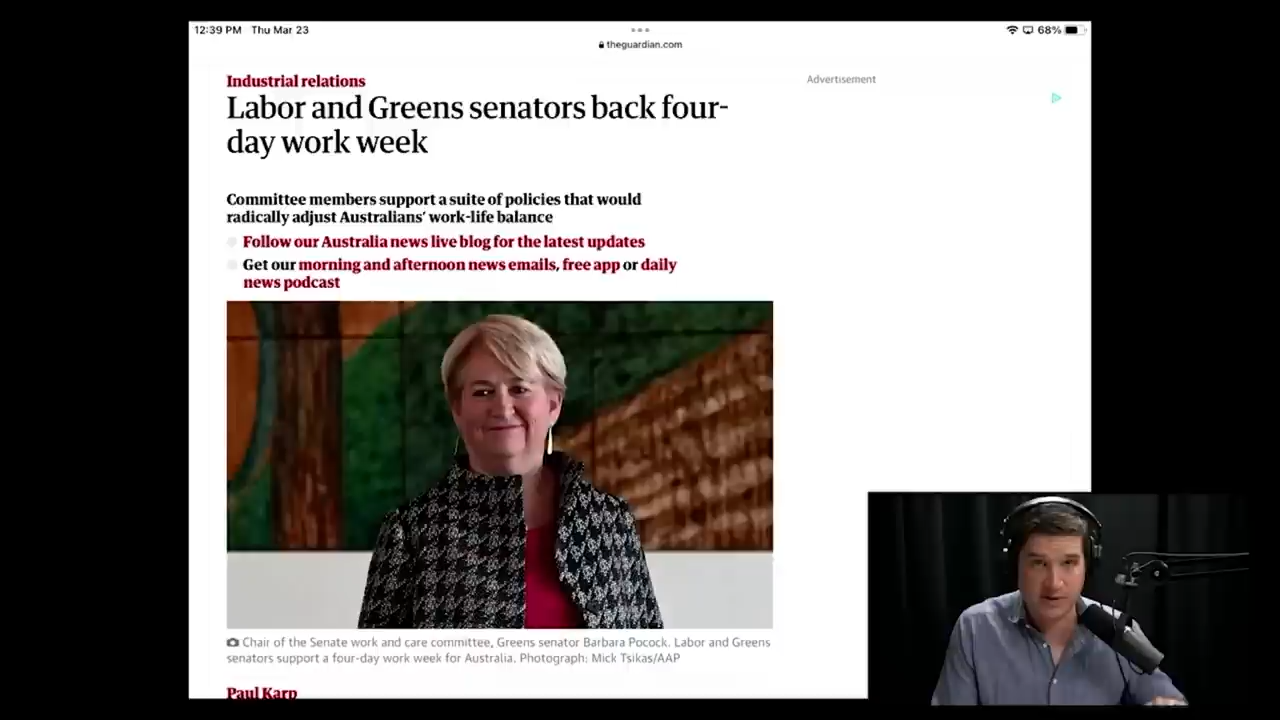 12:39 PM Thu Mar 23
68%
theguardian.com
Industrial relations
Advertisement
Labor and Greens senators back four-
day work week
Committee members support a suite of policies that would
radically adjust Australians’ work-life balance
Follow our Australia news live blog for the latest updates
Get our morning and afternoon news emails, free app or daily
news podcast
Chair of the Senate work and care committee, Greens senator Barbara Pocock. Labor and Greens
senators support a four-day work week for Australia. Photograph: Mick Tsikas/AAP
Paul Karp